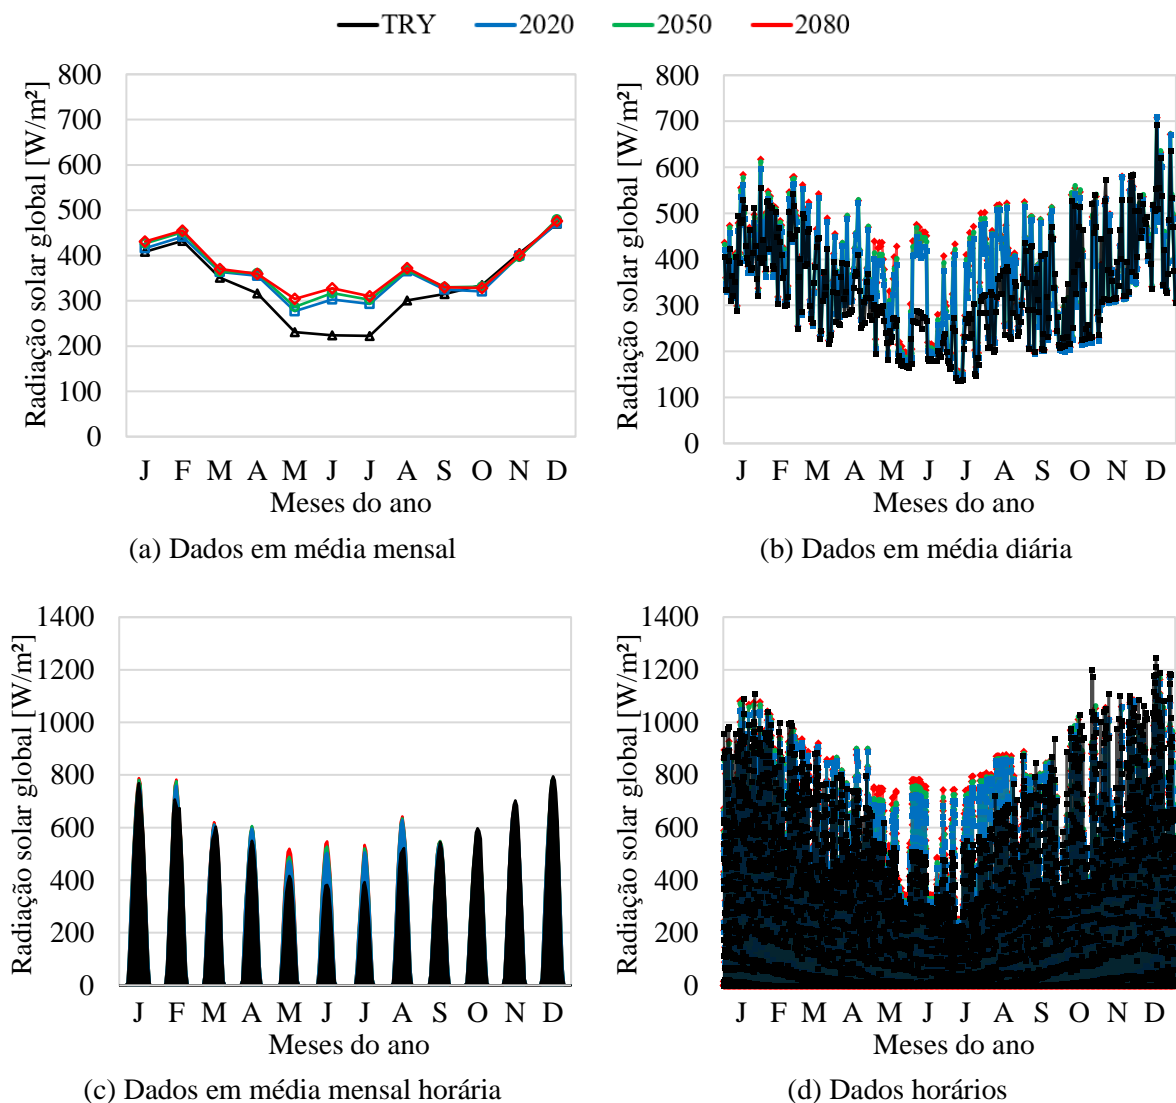 TRY 2020 2050 2080
Radiação solar global [W/m²]
800
700
600
500
400
300
200
100
0
J F M A M J J A S O N D
Meses do ano
(a) Dados em média mensal
Radiação solar global [W/m²]
800
700
600
500
400
300
200
100
0
J F M A M J J A S O N D
Meses do ano
(b) Dados em média diária
Radiação solar global [W/m²]
1400
1200
1000
800
600
400
200
0
J F M A M J J A S O N D
Meses do ano
(c) Dados em média mensal horária
Radiação solar global [W/m²]
1400
1200
1000
800
600
400
200
0
J F M A M J J A S O N D
Meses do ano
(d) Dados horários